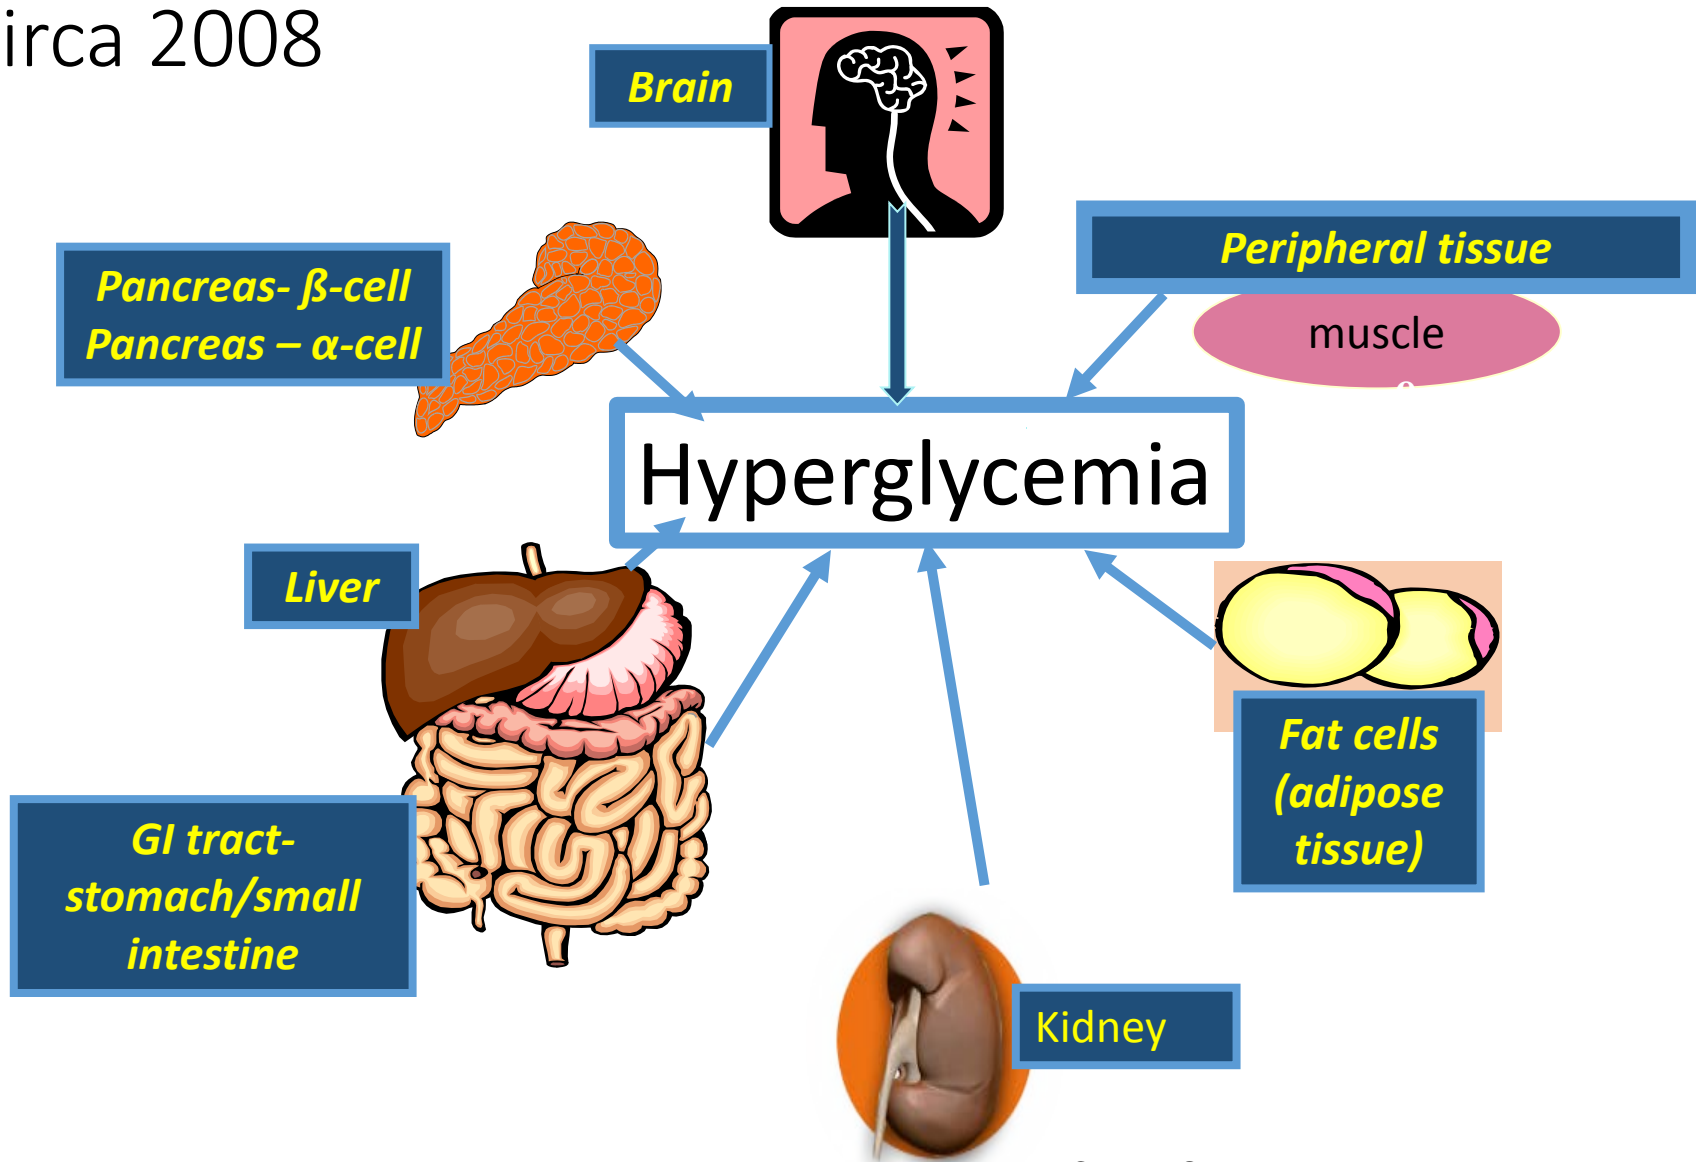 irca 2008
Brain
Peripheral tissue
Pancreas- ß-cell
Pancreas – α-cell
muscle
Hyperglycemia
Liver
Fat cells
(adipose
tissue)
GI tract-
stomach/small
intestine
Kidney